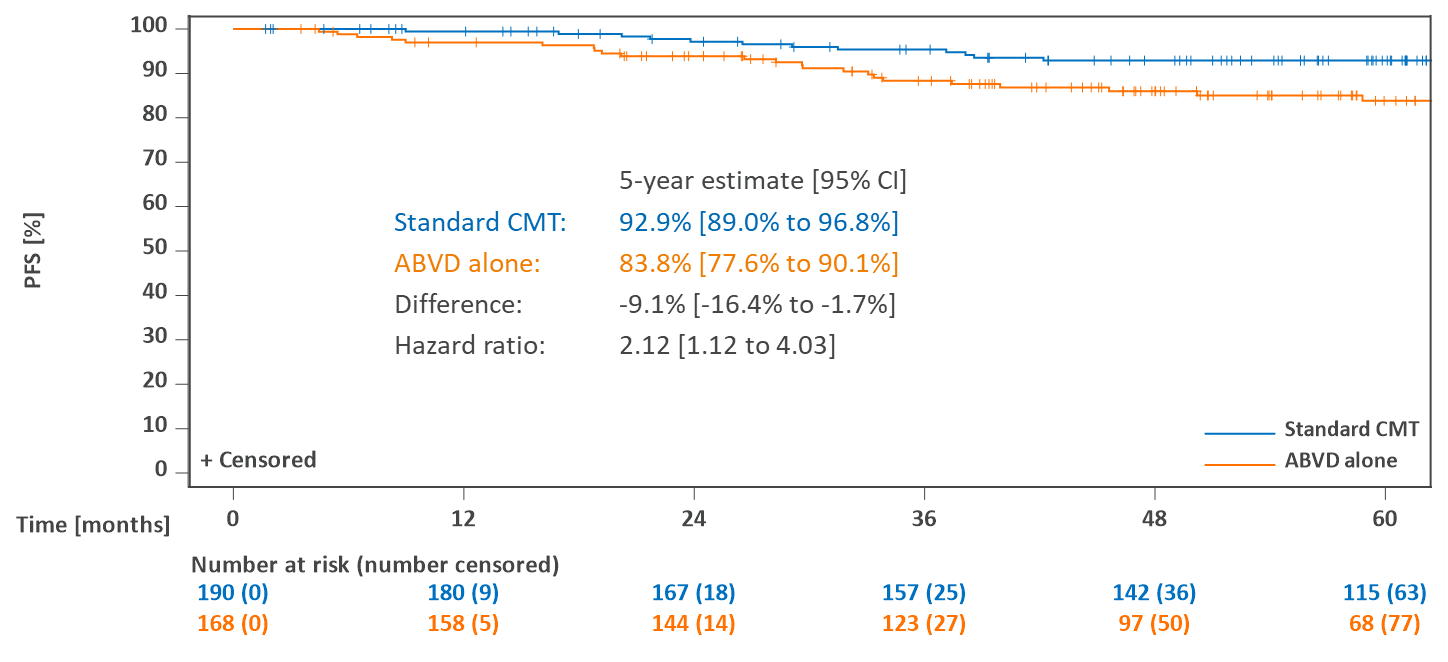 100
90
80
70
60
50
40
30
20
10
0
PFS [%]
5-year estimate [95% CI]
Standard CMT: 92.9% [89.0% to 96.8%]
ABVD alone: 83.8% [77.6% to 90.1%]
Difference: -9.1% [-16.4% to -1.7%]
Hazard ratio: 2.12 [1.12 to 4.03]
Standard CMT
ABVD alone
+ Censored
Time [months] 0 12 24 36 48 60
Number at risk (number censored)
190 (0) 180 (9) 167 (18) 157 (25) 142 (36) 115 (63)
168 (0) 158 (5) 144 (14) 123 (27) 97 (50) 68 (77)